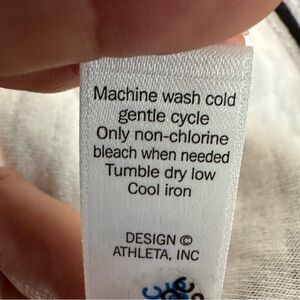 Machine wash cold
gentle cycle
Only non-chlorine
bleach when needed
Tumble dry low
Cool iron
DESIGN ©
ATHLETA, INC